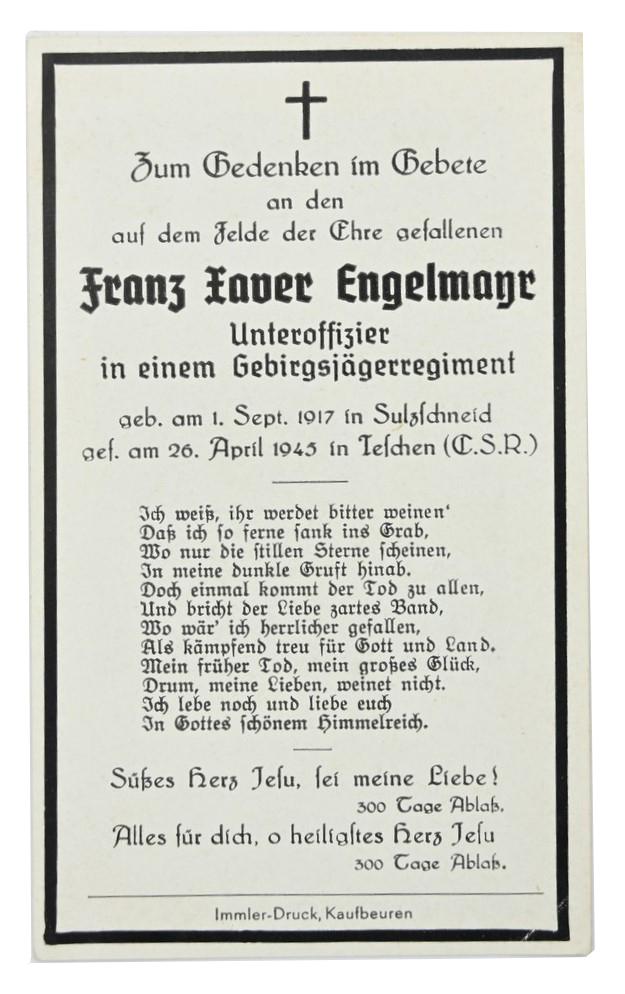 Zum Gedenken im Gebete
an den
auf dem Felde der Ehre gefallenen
Franz Xaver Engelmayr
Unteroffizier
in einem Gebirgsjägerregiment
geb. am 1. Sept. 1917 in Sulzschneid
gef. am 26. April 1945 in Teschen (C.S.R.)
Ich weiß, ihr werdet bitter weinen'
Daß ich so ferne sank ins Grab,
Wo nur die stillen Sterne scheinen,
In meine dunkle Gruft hinab.
Doch einmal kommt der Tod zu allen,
Und bricht der Liebe zartes Band,
Wo wär' ich herrlicher gefallen,
Als kämpfend treu für Gott und Land.
Mein früher Tod, mein großes Glück,
Drum, meine Lieben, weinet nicht.
Ich lebe noch und liebe euch
In Gottes schönem Himmelreich.
Süßes Herz Jesu, sei meine Liebe!
300 Tage Ablaß.
Alles für dich, o heiligstes Herz Jesu
300 Tage Ablaß.
Immler-Druck, Kaufbeuren